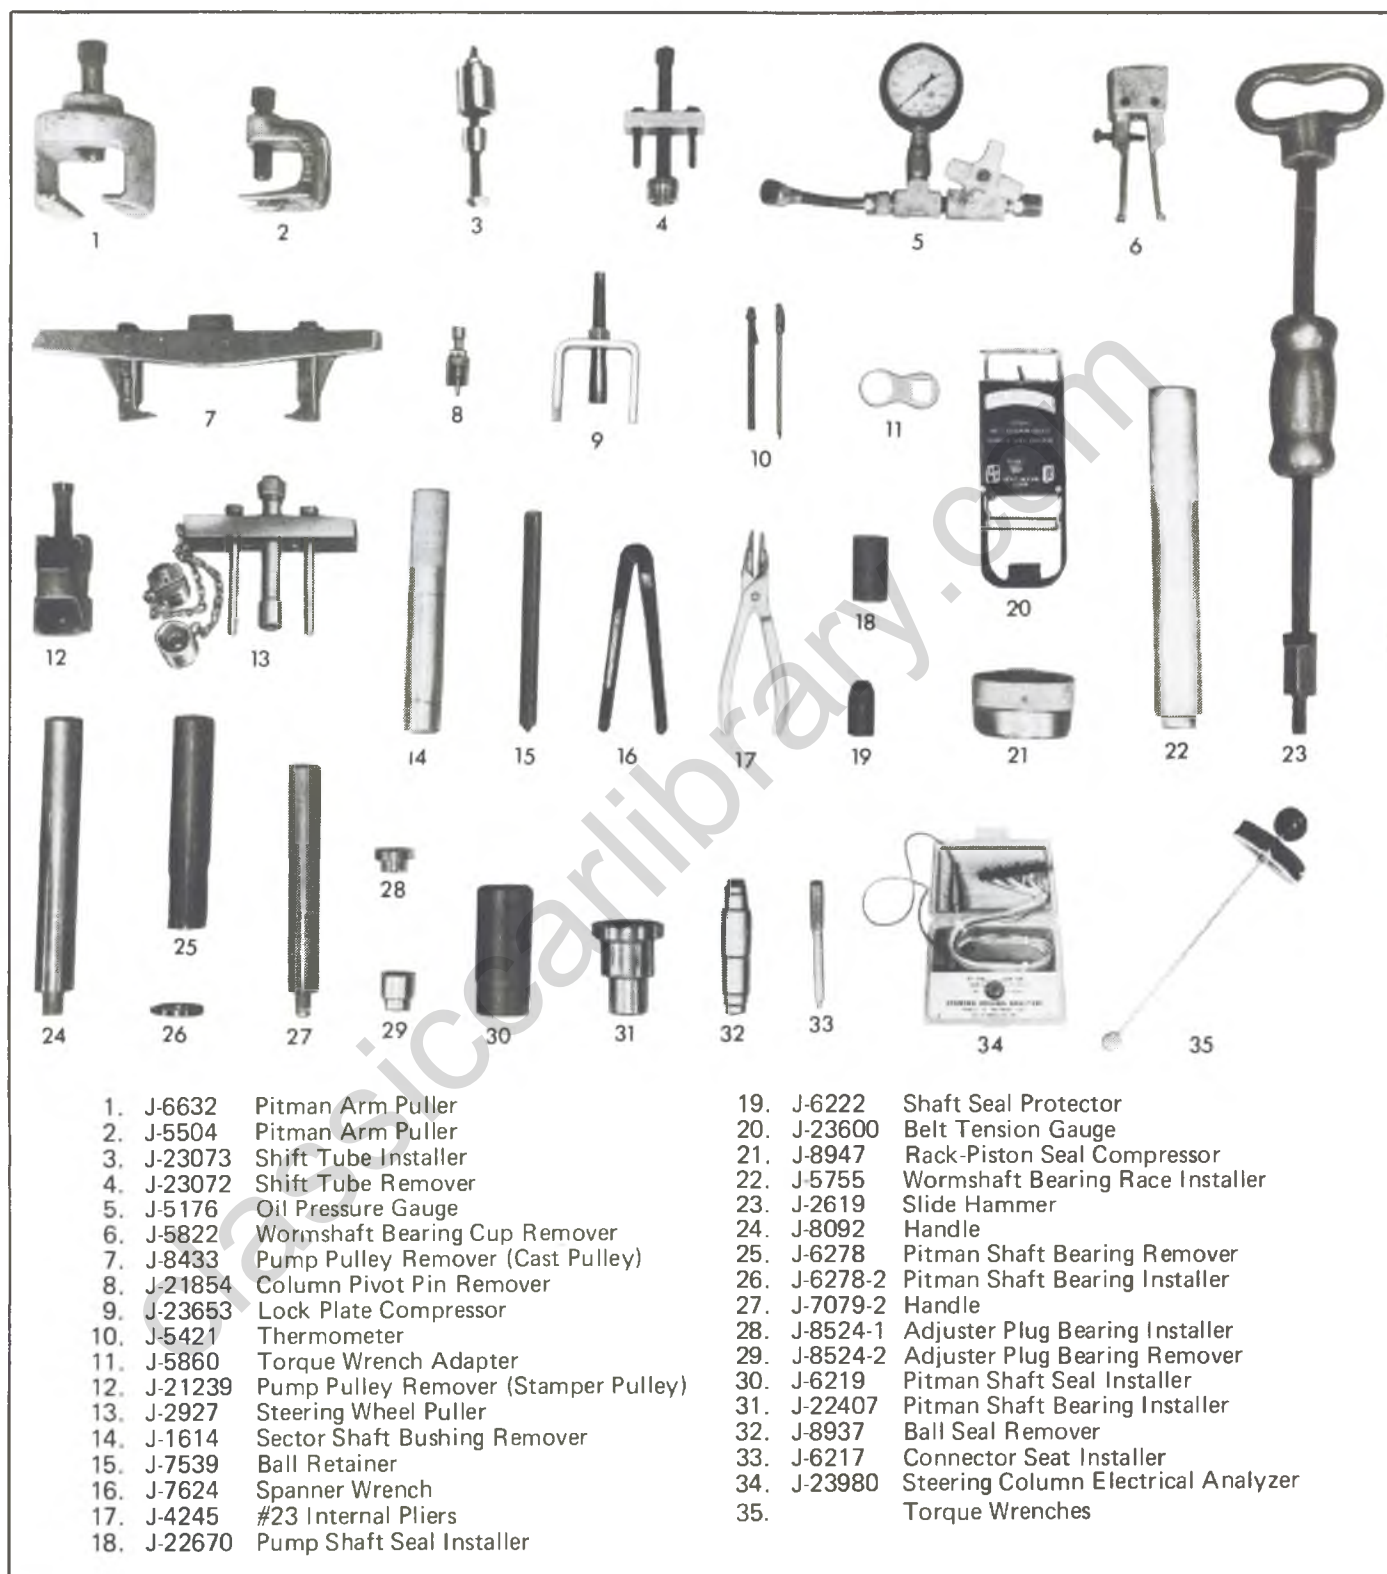 1
2
3
4
5
6
7
8
9
10
11
12
13
14
15
16
17
18
19
20
21
22
23
24
25
26
27
28
29
30
31
32
33
34
35
1. J-6632 Pitman Arm Puller
2. J-5504 Pitman Arm Puller
3. J-23073 Shift Tube Installer
4. J-23072 Shift Tube Remover
5. J-5176 Oil Pressure Gauge
6. J-5822 Wormshaft Bearing Cup Remover
7. J-8433 Pump Pulley Remover (Cast Pulley)
8. J-21854 Column Pivot Pin Remover
9. J-23653 Lock Plate Compressor
10. J-5421 Thermometer
11. J-5860 Torque Wrench Adapter
12. J-21239 Pump Pulley Remover (Stamper Pulley)
13. J-2927 Steering Wheel Puller
14. J-1614 Sector Shaft Bushing Remover
15. J-7539 Ball Retainer
16. J-7624 Spanner Wrench
17. J-4245 #23 Internal Pliers
18. J-22670 Pump Shaft Seal Installer
19. J-6222 Shaft Seal Protector
20. J-23600 Belt Tension Gauge
21. J-8947 Rack-Piston Seal Compressor
22. J-5755 Wormshaft Bearing Race Installer
23. J-2619 Slide Hammer
24. J-8092 Handle
25. J-6278 Pitman Shaft Bearing Remover
26. J-6278-2 Pitman Shaft Bearing Installer
27. J-7079-2 Handle
28. J-8524-1 Adjuster Plug Bearing Installer
29. J-8524-2 Adjuster Plug Bearing Remover
30. J-6219 Pitman Shaft Seal Installer
31. J-22407 Pitman Shaft Bearing Installer
32. J-8937 Ball Seal Remover
33. J-6217 Connector Seat Installer
34. J-23980 Steering Column Electrical Analyzer
35. Torque Wrenches
classiccarlibrary.com